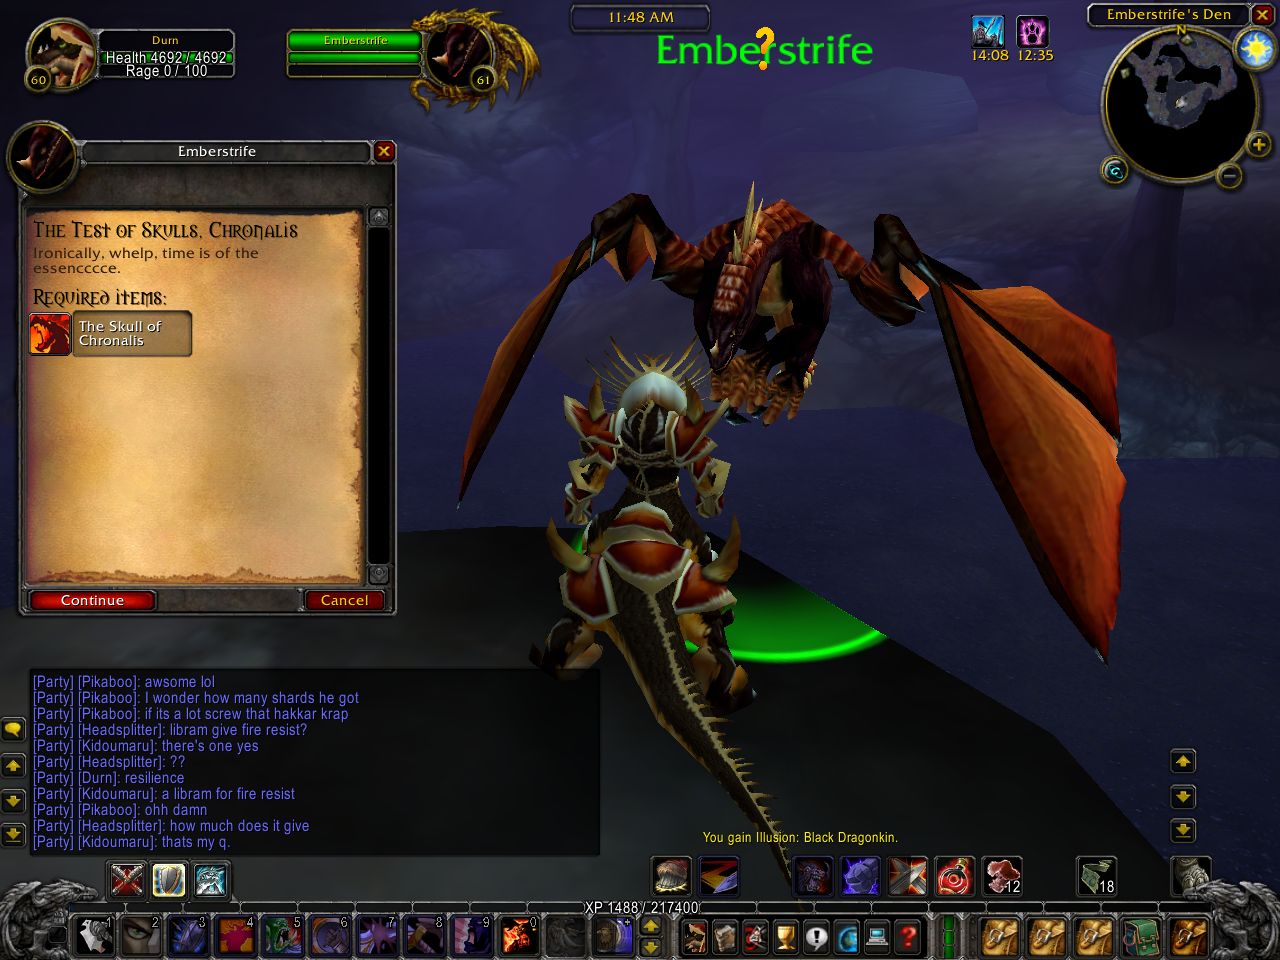 11:48 AM
Emberstrife's Den
Durn
Health 4692 / 4692
Rage 0 / 100
60
Emberstrife
61
Emberstrife
?
14:08 12:35
N
Emberstrife
The Test of Skulls, Chronalis
Ironically, whelp, time is of the
essencccce.
Required items:
The Skull of
Chronalis
Continue
Cancel
[Party] [Pikaboo]: awsome lol
[Party] [Pikaboo]: I wonder how many shards he got
[Party] [Pikaboo]: if its a lot screw that hakkar krap
[Party] [Headsplitter]: libram give fire resist?
[Party] [Kidoumaru]: there's one yes
[Party] [Headsplitter]: ??
[Party] [Durn]: resilience
[Party] [Kidoumaru]: a libram for fire resist
[Party] [Pikaboo]: ohh damn
[Party] [Headsplitter]: how much does it give
[Party] [Kidoumaru]: thats my q.
You gain Illusion: Black Dragonkin.
12
18
XP 1488 / 217400
1 2 3 4 5 6 7 8 9 0 - +